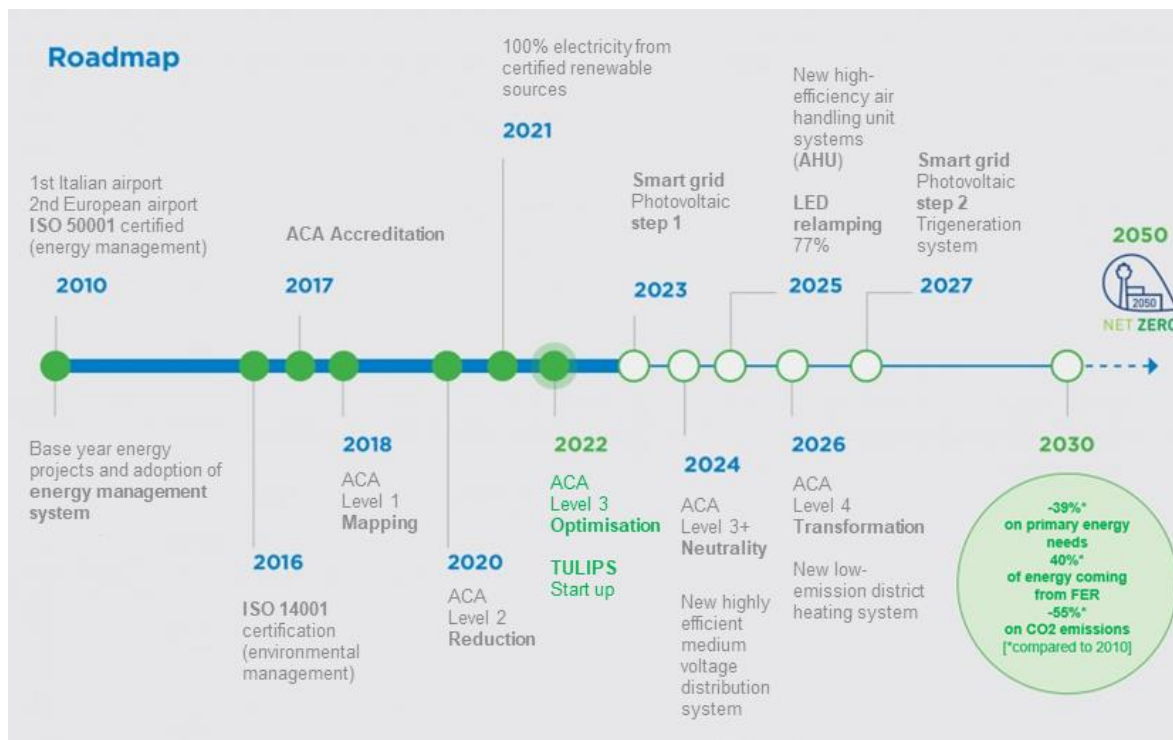 Roadmap
1st Italian airport
2nd European airport
ISO 50001 certified
(energy management)
2010
Base year energy
projects and adoption of
energy management
system
2016
ISO 14001
certification
(environmental
management)
ACA Accreditation
2017
2018
ACA
Level 1
Mapping
2020
ACA
Level 2
Reduction
100% electricity from
certified renewable
sources
2021
2022
ACA
Level 3
Optimisation
TULIPS
Start up
Smart grid
Photovoltaic
step 1
2023
2024
ACA
Level 3+
Neutrality
New highly
efficient
medium
voltage
distribution
system
New high-
efficiency air
handling unit
systems
(AHU)
LED
relamping
77%
2025
2026
ACA
Level 4
Transformation
New low-
emission district
heating system
Smart grid
Photovoltaic
step 2
Trigeneration
system
2027
2030
-39%*
on primary energy
needs
40%*
of energy coming
from FER
-55%*
on CO2 emissions
[*compared to 2010]
2050
2050
NET ZERO